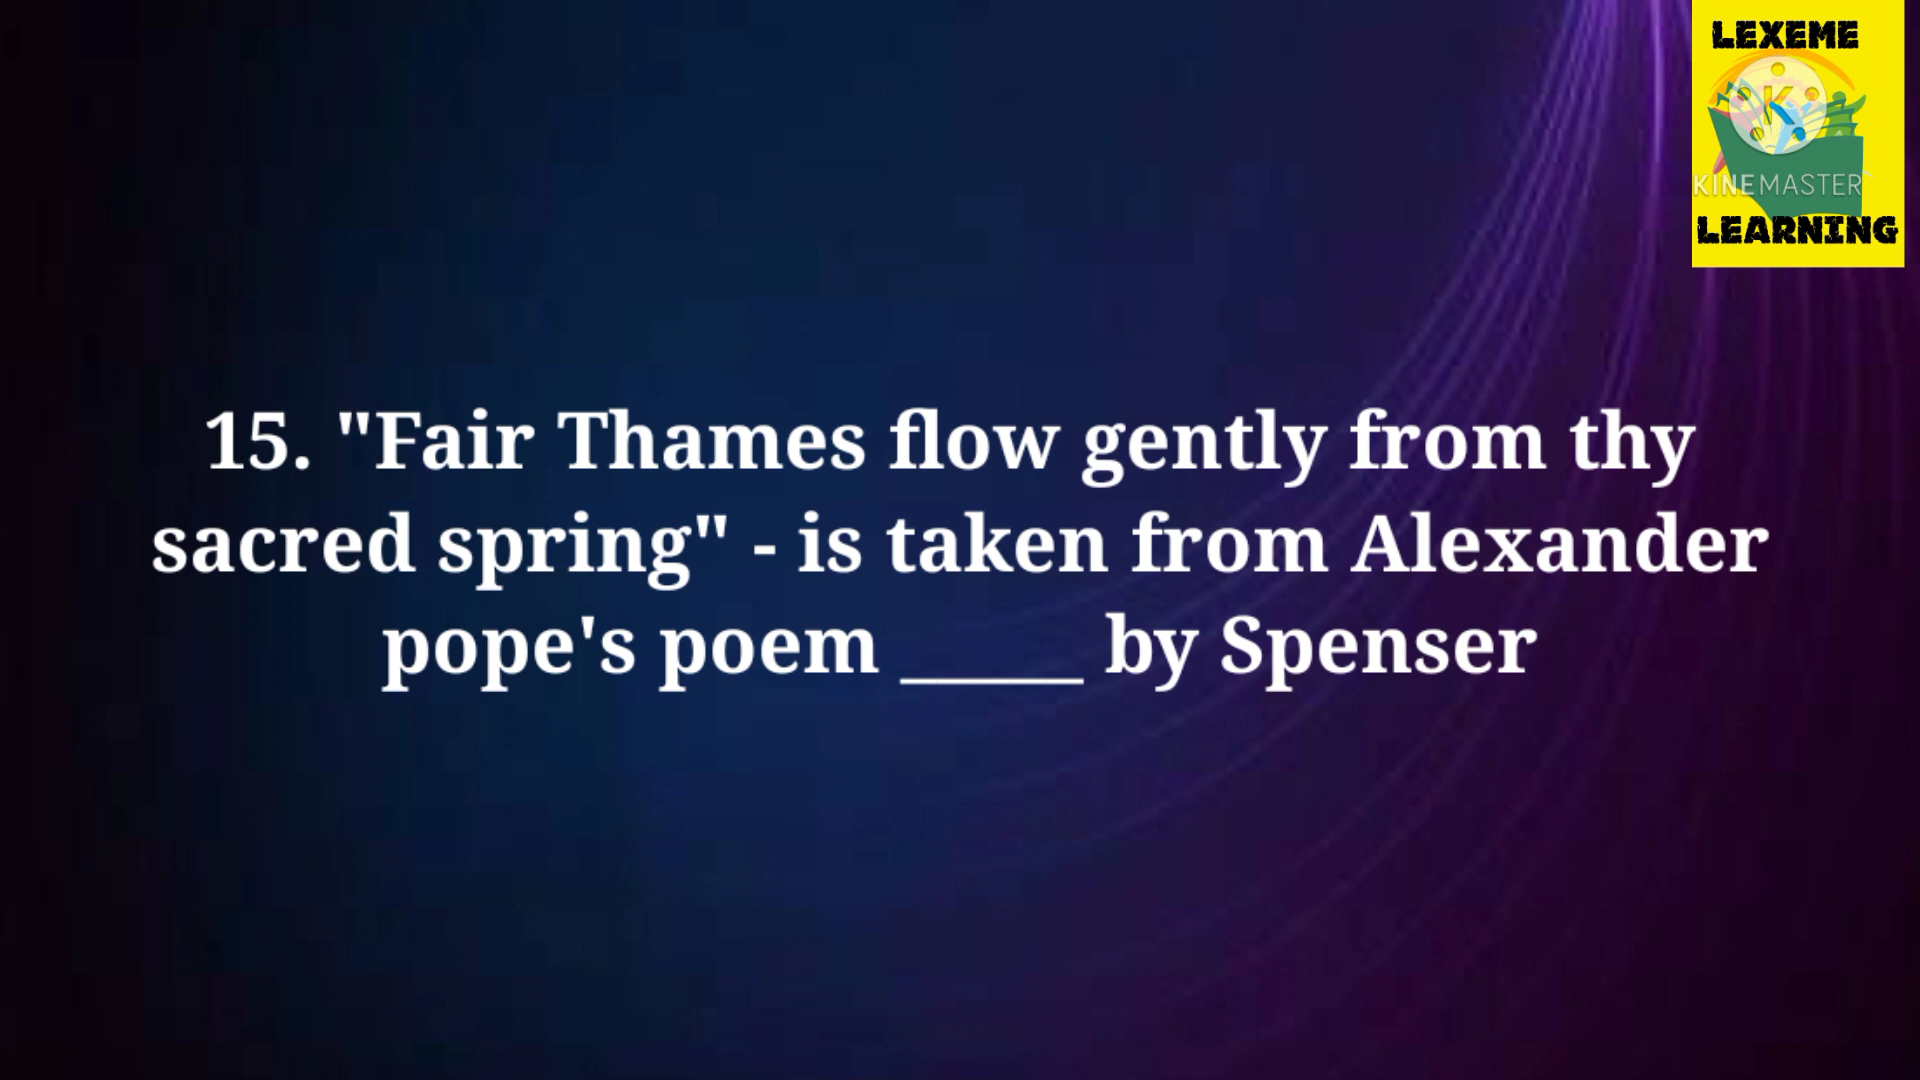 LEXEME
K
KINEMASTER
LEARNING
15. "Fair Thames flow gently from thy
sacred spring" - is taken from Alexander
pope's poem _____ by Spenser